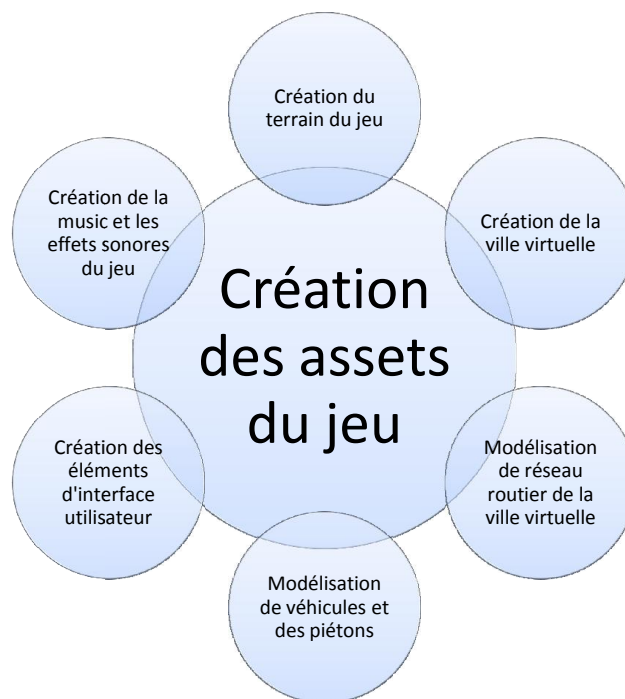 Création du
terrain du jeu
Création de la
ville virtuelle
Modélisation
de réseau
routier de la
ville virtuelle
Modélisation
de véhicules et
des piétons
Création des
éléments
d'interface
utilisateur
Création de la
music et les
effets sonores
du jeu
Création
des assets
du jeu